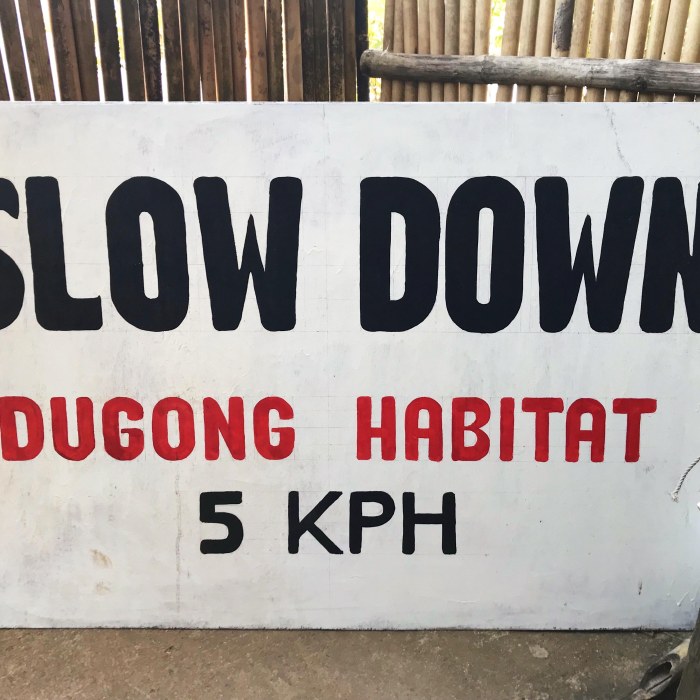 SLOW DOWN
DUGONG HABITAT
5 KPH